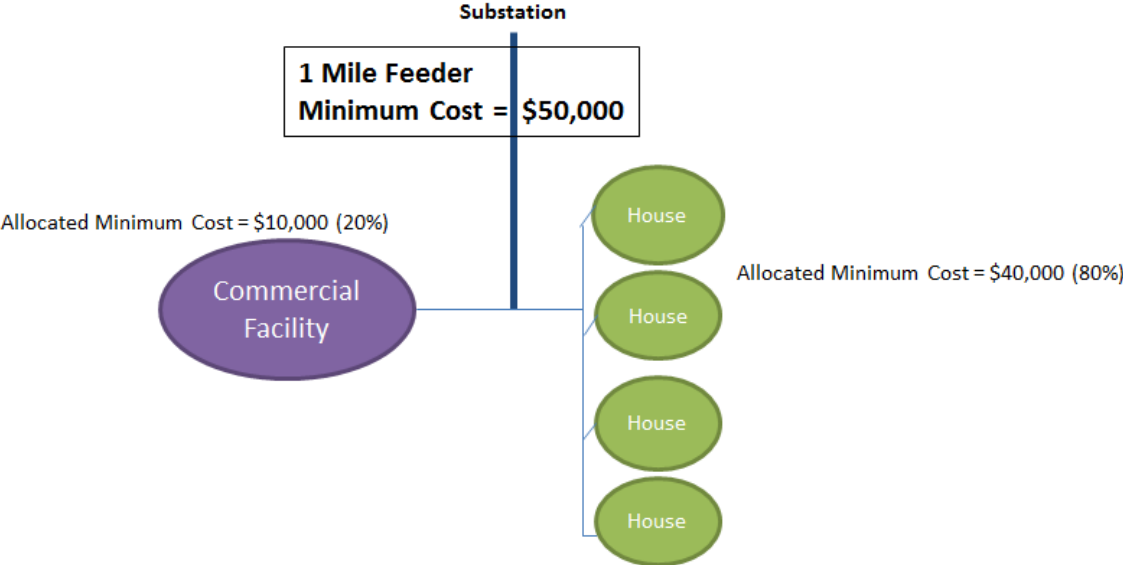 Substation
1 Mile Feeder
Minimum Cost = $50,000
Allocated Minimum Cost = $10,000 (20%)
Commercial
Facility
House
Allocated Minimum Cost = $40,000 (80%)
House
House
House